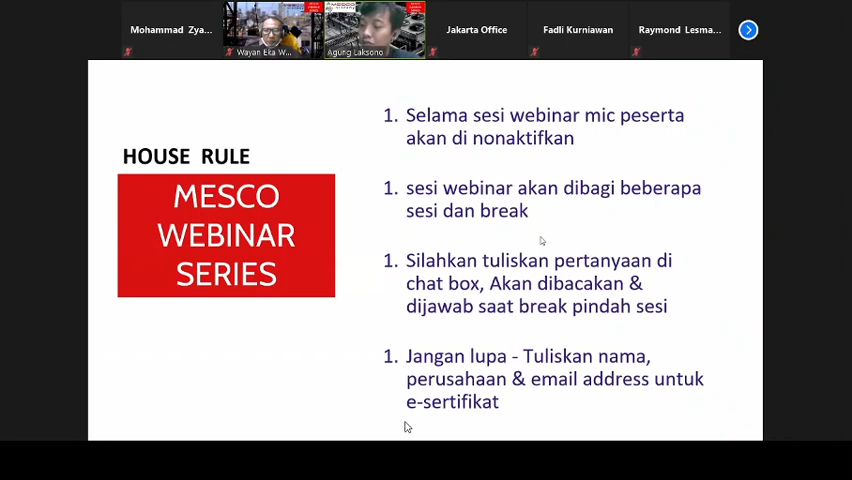 Mohammad Zya...
Wayan Eka W...
Agung Laksono
Jakarta Office
Fadli Kurniawan
Raymond Lesma...
HOUSE RULE
MESCO
WEBINAR
SERIES
1. Selama sesi webinar mic peserta
akan di nonaktifkan
1. sesi webinar akan dibagi beberapa
sesi dan break
1. Silahkan tuliskan pertanyaan di
chat box, Akan dibacakan &
dijawab saat break pindah sesi
1. Jangan lupa - Tuliskan nama,
perusahaan & email address untuk
e-sertifikat